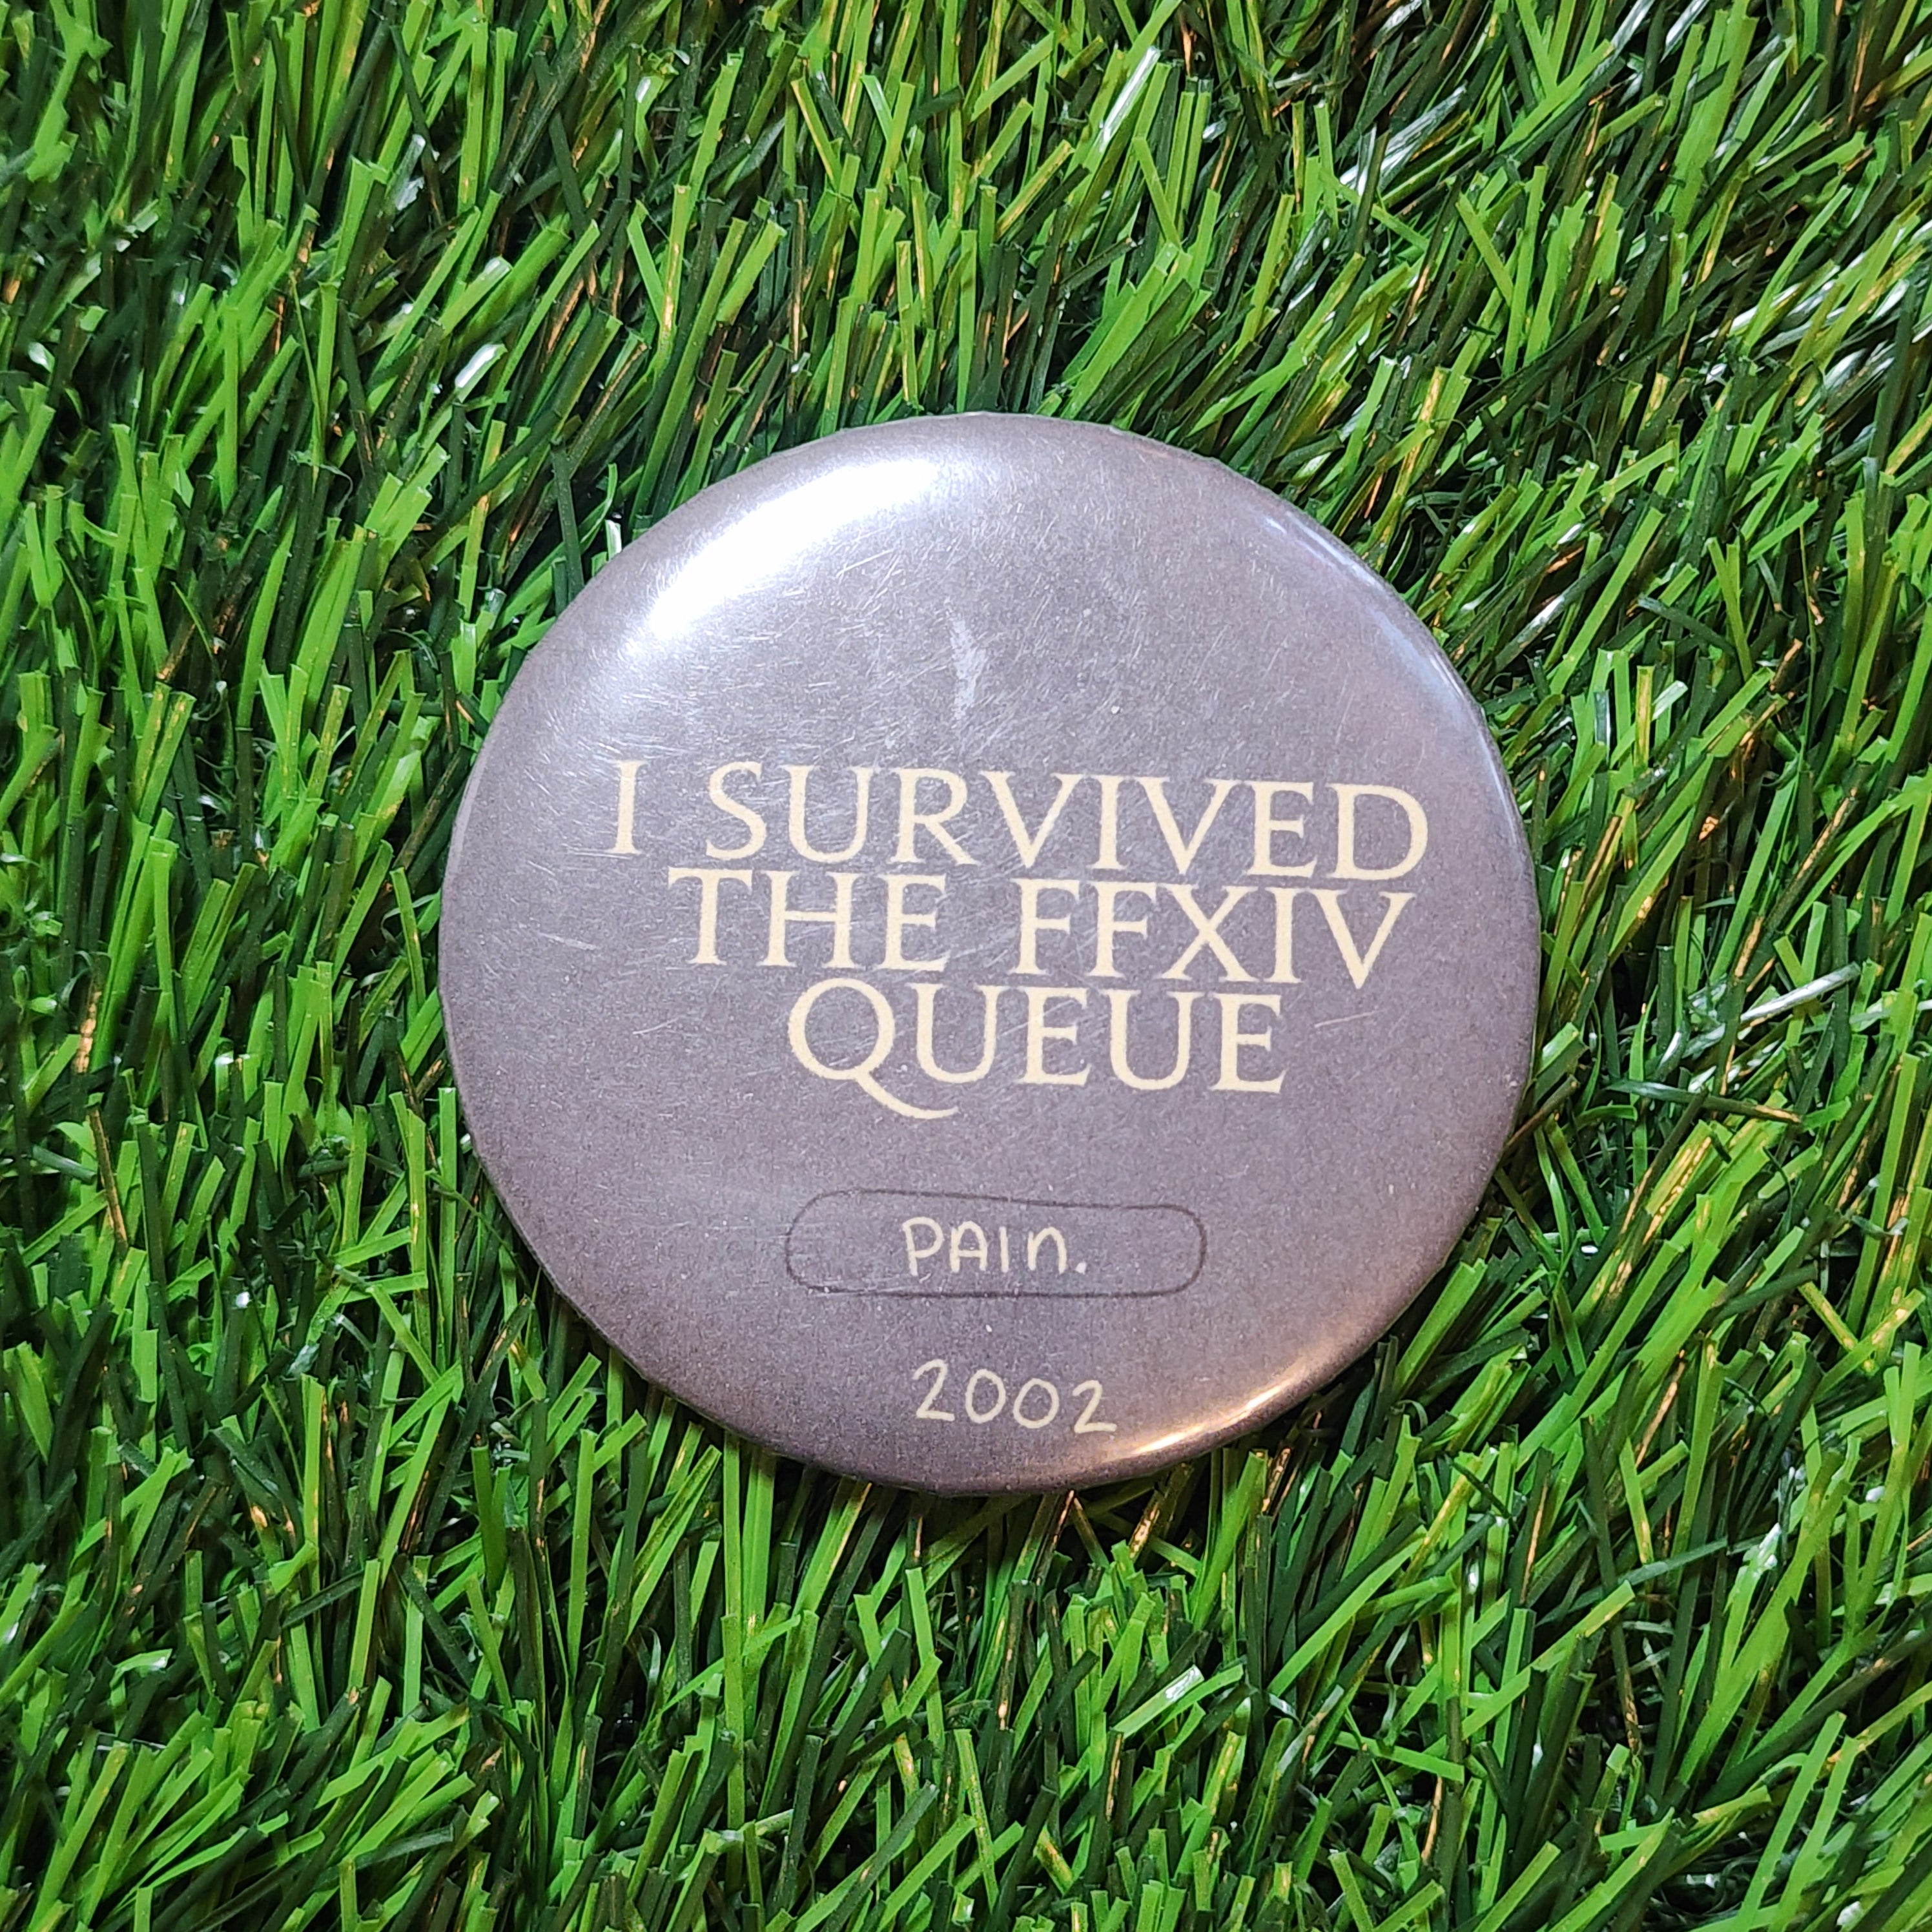 I SURVIVED
THE FFXIV
QUEUE
PAIn.
2002